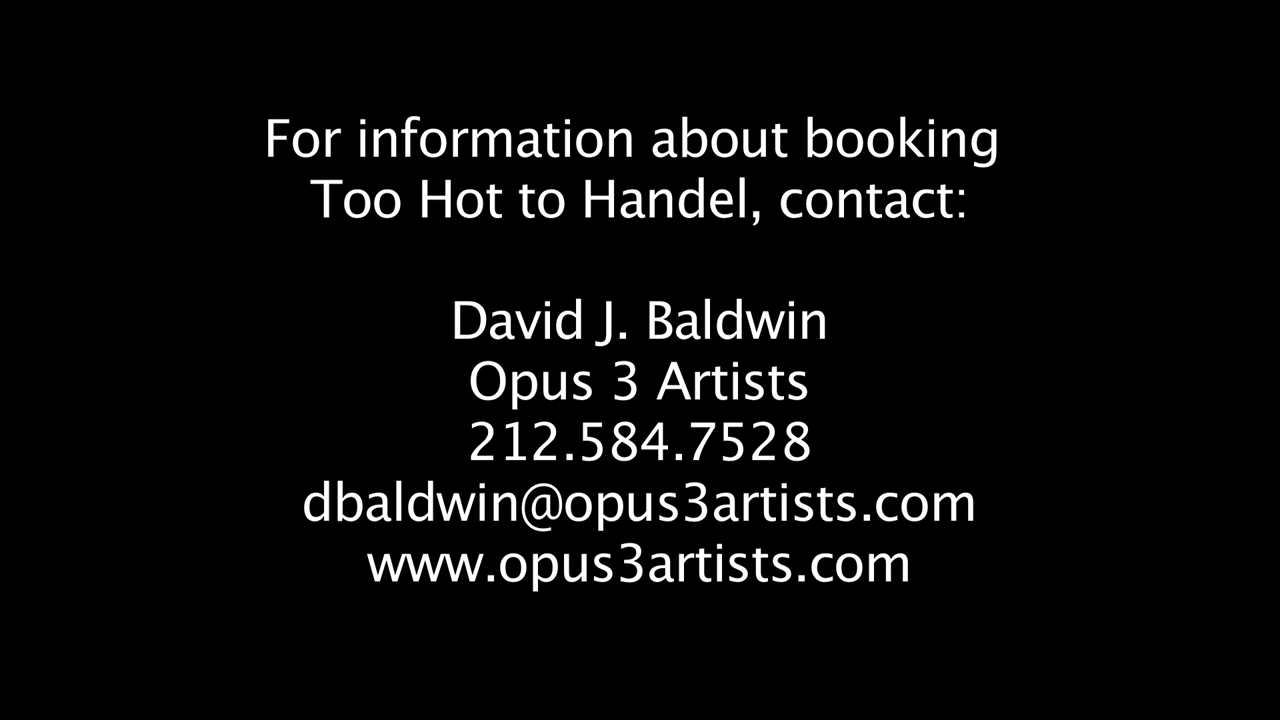 For information about booking
Too Hot to Handel, contact:
David J. Baldwin
Opus 3 Artists
212.584.7528
dbaldwin@opus3artists.com
www.opus3artists.com